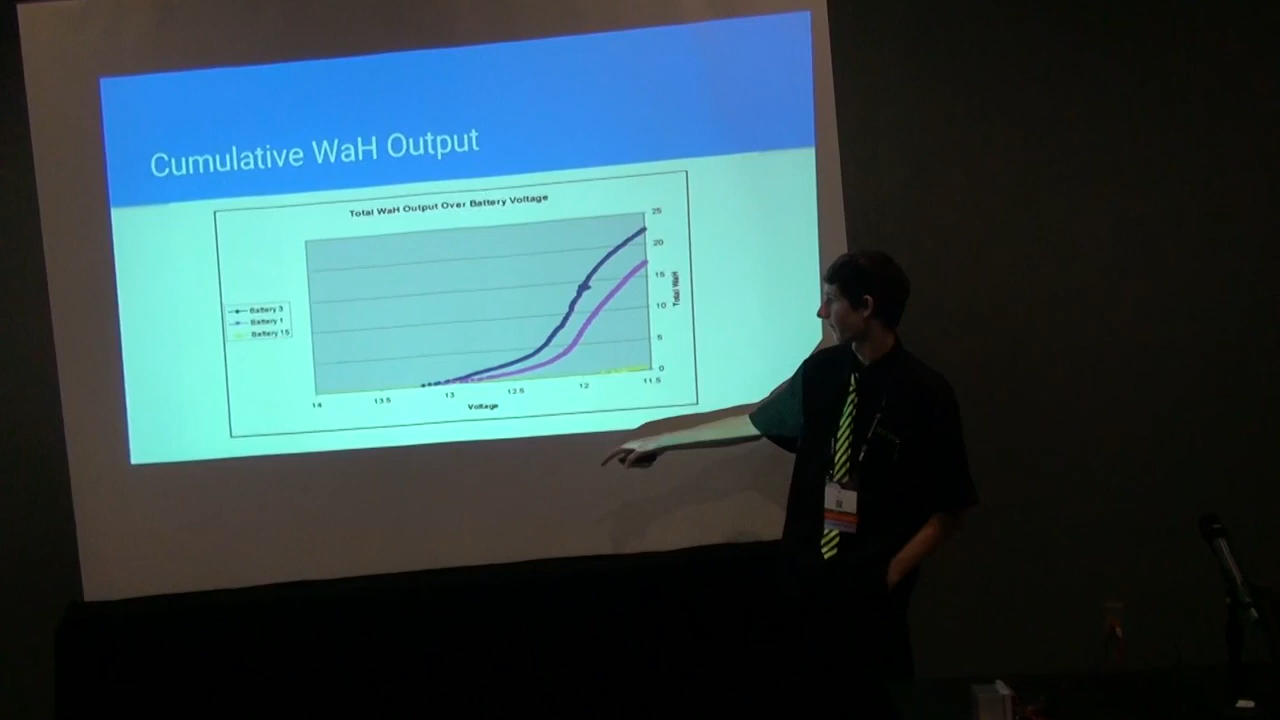 Cumulative WaH Output
Total WaH Output Over Battery Voltage
25
20
15
10
5
0
Total WaH
Battery 3
Battery 1
Battery 15
14
13.5
13
12.5
12
11.5
Voltage